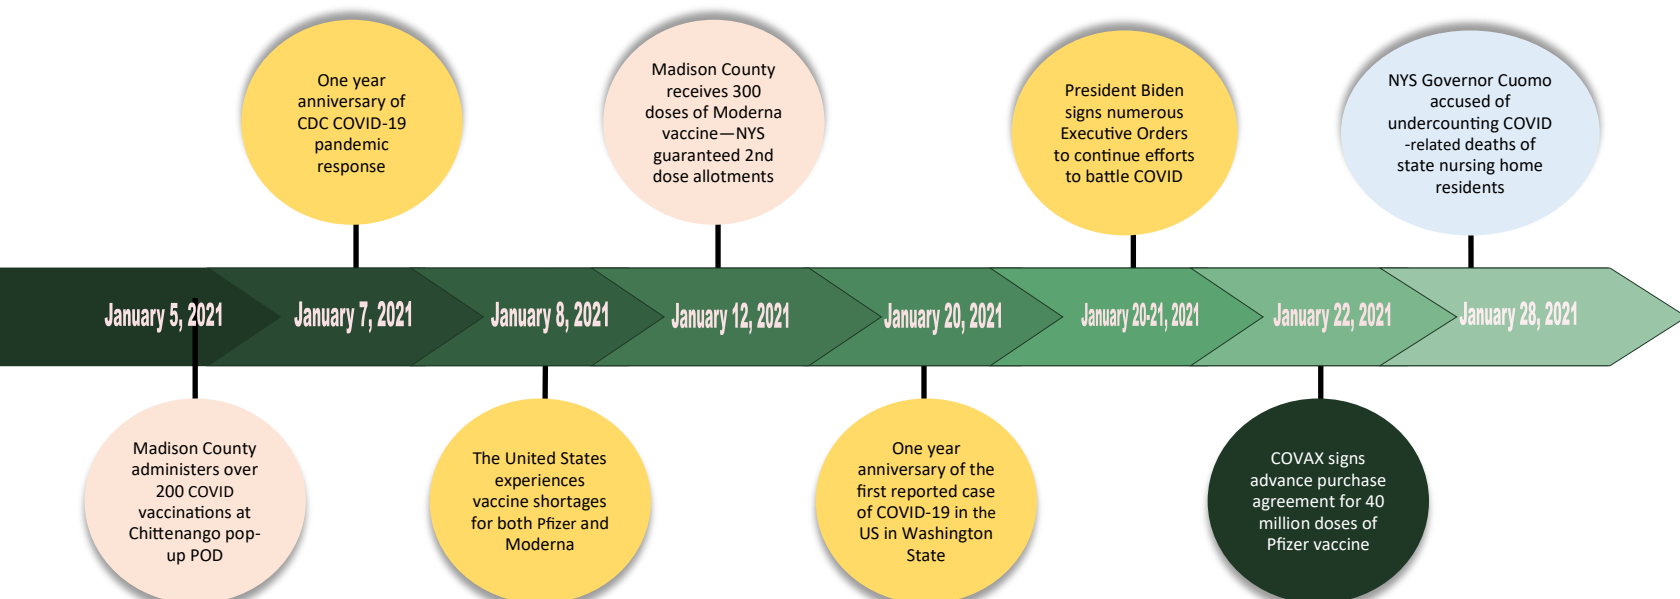 One year
anniversary of
CDC COVID-19
pandemic
response
Madison County
receives 300
doses of Moderna
vaccine—NYS
guaranteed 2nd
dose allotments
President Biden
signs numerous
Executive Orders
to continue efforts
to battle COVID
NYS Governor Cuomo
accused of
undercounting COVID
-related deaths of
state nursing home
residents
January 5, 2021
January 7, 2021
January 8, 2021
January 12, 2021
January 20, 2021
January 20-21, 2021
January 22, 2021
January 28, 2021
Madison County
administers over
200 COVID
vaccinations at
Chittenango pop-
up POD
The United States
experiences
vaccine shortages
for both Pfizer and
Moderna
One year
anniversary of the
first reported case
of COVID-19 in the
US in Washington
State
COVAX signs
advance purchase
agreement for 40
million doses of
Pfizer vaccine